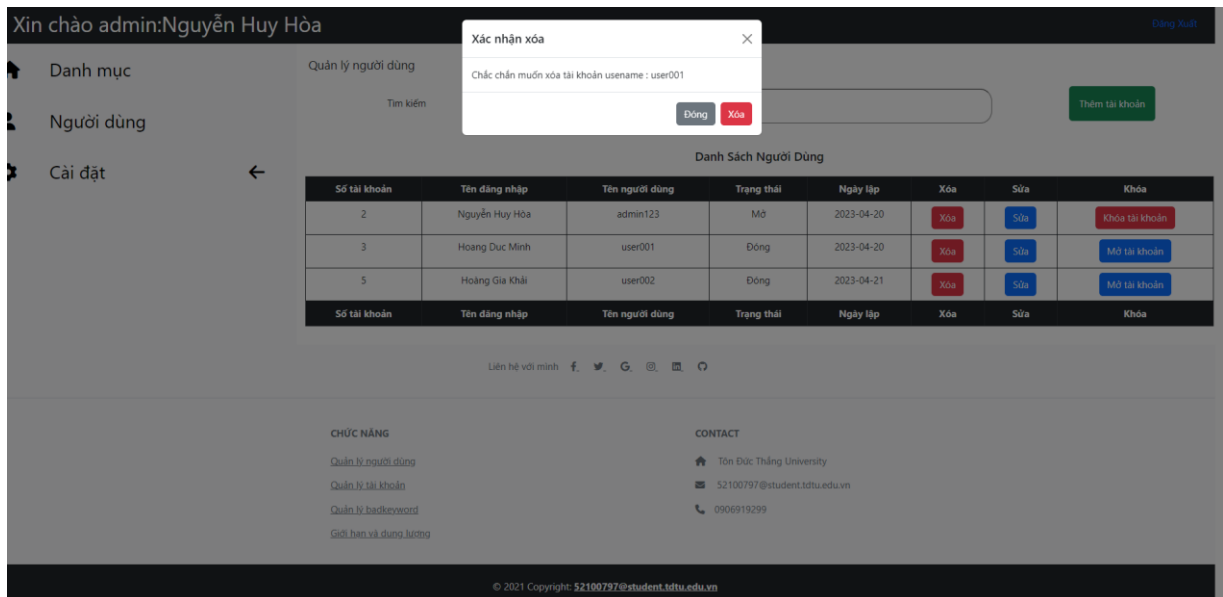 Xin chào admin:Nguyễn Huy Hòa
Đăng Xuất
Xác nhận xóa
Chắc chắn muốn xóa tài khoản usename : user001
Đóng Xóa
Danh mục
Người dùng
Cài đặt
Quản lý người dùng
Tìm kiếm
Thêm tài khoản
Danh Sách Người Dùng
Số tài khoản Tên đăng nhập Tên người dùng Trạng thái Ngày lập Xóa Sửa Khóa
2 Nguyễn Huy Hòa admin123 Mở 2023-04-20 Xóa Sửa Khóa tài khoản
3 Hoang Duc Minh user001 Đóng 2023-04-20 Xóa Sửa Mở tài khoản
5 Hoàng Gia Khải user002 Đóng 2023-04-21 Xóa Sửa Mở tài khoản
Số tài khoản Tên đăng nhập Tên người dùng Trạng thái Ngày lập Xóa Sửa Khóa
Liên hệ với mình
CHỨC NĂNG
Quản lý người dùng
Quản lý tài khoản
Quản lý badkeyword
Giới hạn và dung lượng
CONTACT
Tôn Đức Thắng University
52100797@student.tdtu.edu.vn
0906919299
© 2021 Copyright: 52100797@student.tdtu.edu.vn